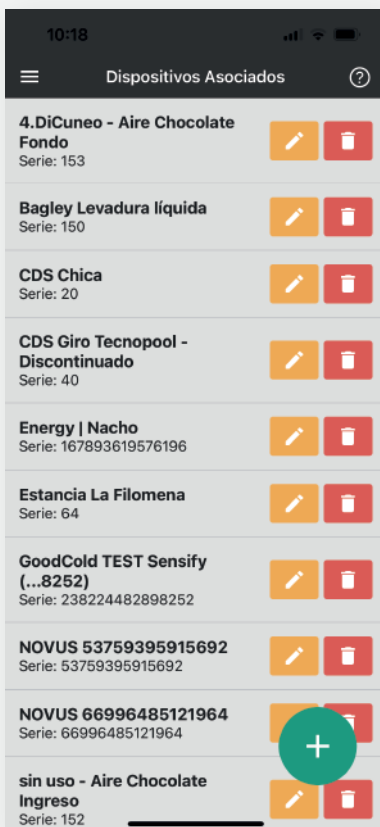 10:18
Dispositivos Asociados
4.DiCuneo - Aire Chocolate
Fondo
Serie: 153
Bagley Levadura líquida
Serie: 150
CDS Chica
Serie: 20
CDS Giro Tecnopool -
Discontinuado
Serie: 40
Energy | Nacho
Serie: 167893619576196
Estancia La Filomena
Serie: 64
GoodCold TEST Sensify
(...8252)
Serie: 238224482898252
NOVUS 53759395915692
Serie: 53759395915692
NOVUS 66996485121964
Serie: 66996485121964
sin uso - Aire Chocolate
Ingreso
Serie: 152